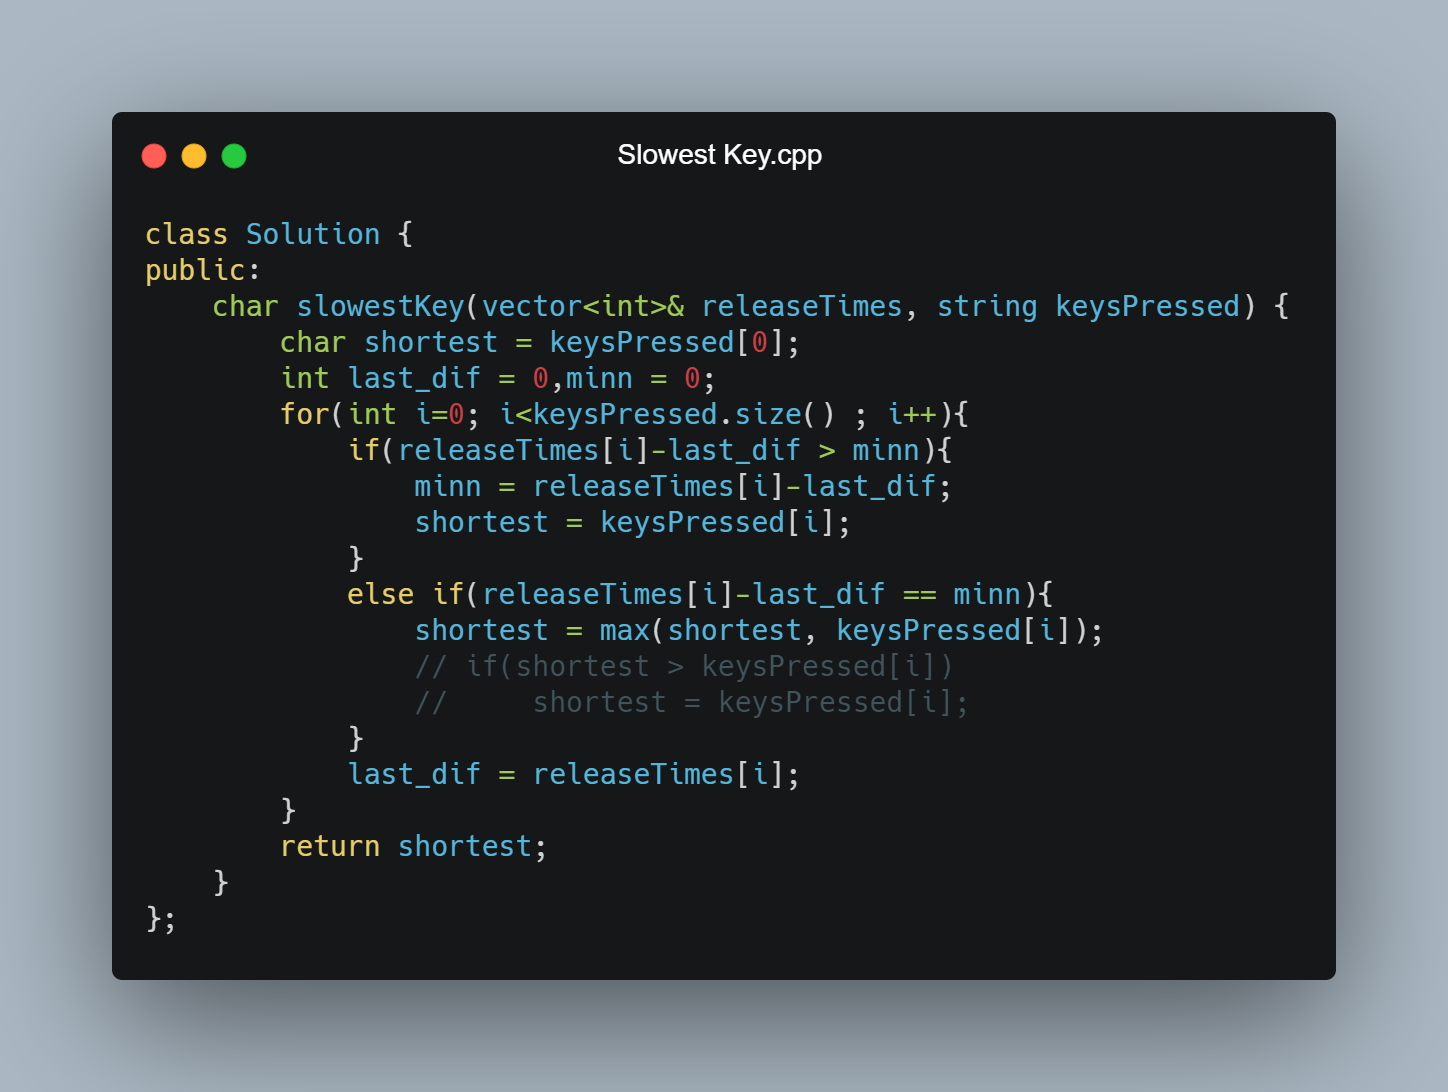 Slowest Key.cpp
class Solution {
public:
    char slowestKey(vector<int>& releaseTimes, string keysPressed) {
        char shortest = keysPressed[0];
        int last_dif = 0,minn = 0;
        for(int i=0; i<keysPressed.size() ; i++){
            if(releaseTimes[i]-last_dif > minn){
                minn = releaseTimes[i]-last_dif;
                shortest = keysPressed[i];
            }
            else if(releaseTimes[i]-last_dif == minn){
                shortest = max(shortest, keysPressed[i]);
                // if(shortest > keysPressed[i])
                //     shortest = keysPressed[i];
            }
            last_dif = releaseTimes[i];
        }
        return shortest;
    }
};